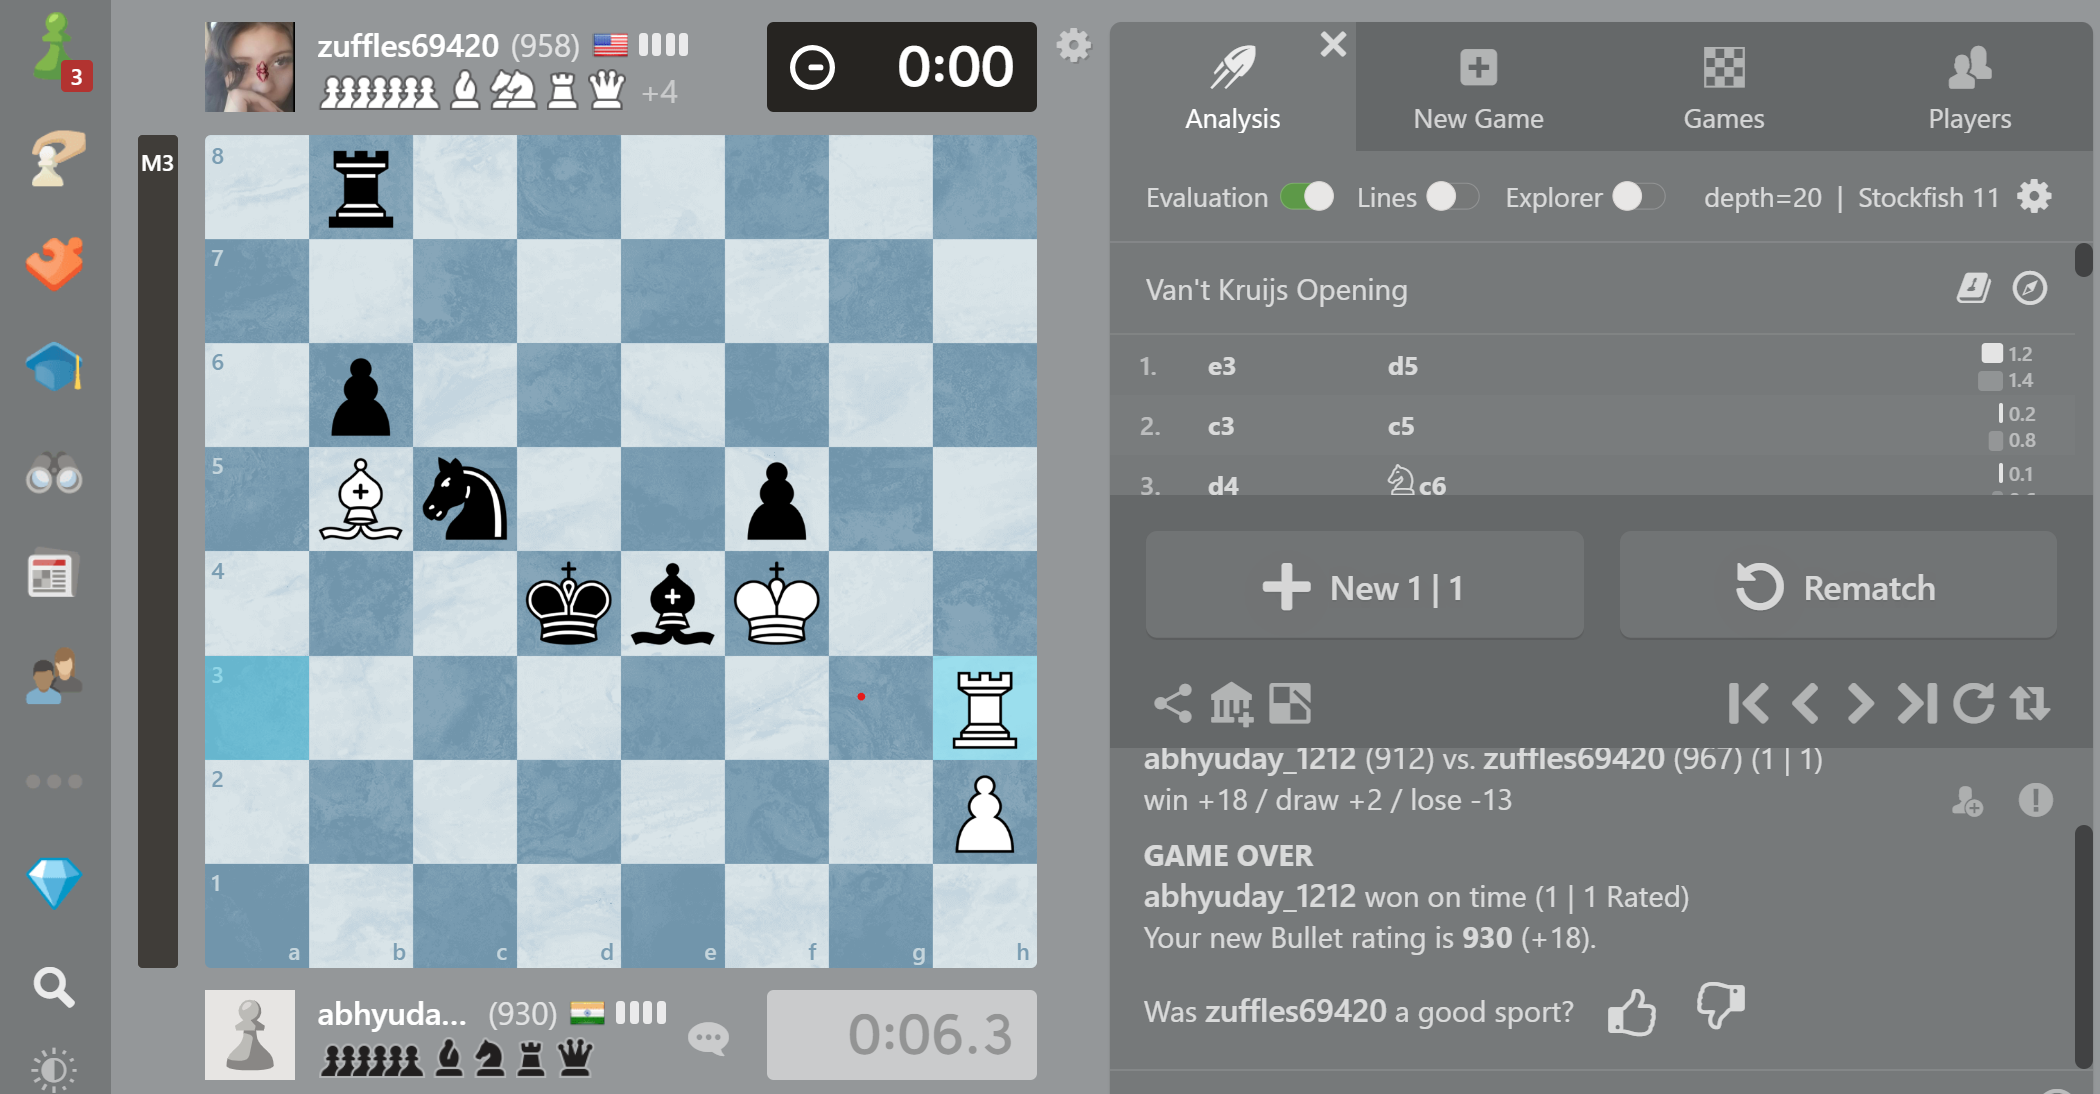 3
zuffles69420 (958)
+4
0:00
M3
8
7
6
5
4
3
2
1
a b c d e f g h
abhyuda... (930)
0:06.3
Analysis
New Game
Games
Players
Evaluation Lines Explorer depth=20 | Stockfish 11
Van't Kruijs Opening
1. e3 d5 1.2
1.4
2. c3 c5 0.2
0.8
3. d4 c6 0.1
New 1 | 1
Rematch
abhyuday_1212 (912) vs. zuffles69420 (967) (1 | 1)
win +18 / draw +2 / lose -13
GAME OVER
abhyuday_1212 won on time (1 | 1 Rated)
Your new Bullet rating is 930 (+18).
Was zuffles69420 a good sport?